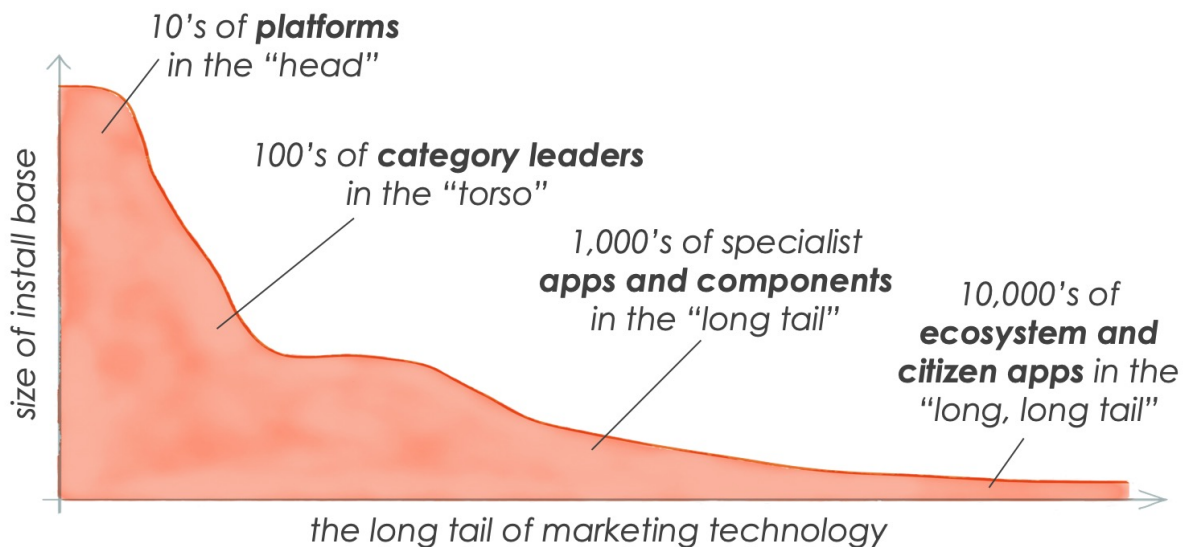 10’s of platforms
in the “head”
100’s of category leaders
in the “torso”
1,000’s of specialist
apps and components
in the “long tail”
10,000’s of
ecosystem and
citizen apps in the
“long, long tail”
size of install base
the long tail of marketing technology